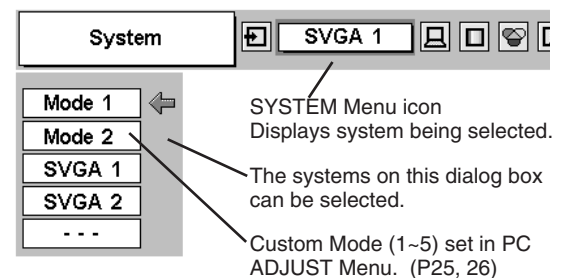 System
SVGA 1
Mode 1
Mode 2
SVGA 1
SVGA 2
- - -
SYSTEM Menu icon
Displays system being selected.
The systems on this dialog box
can be selected.
Custom Mode (1~5) set in PC
ADJUST Menu.  (P25, 26)